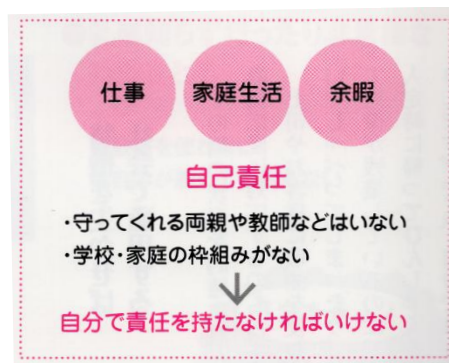 仕事 家庭生活 余暇
自己責任
・守ってくれる両親や教師などはいない
・学校・家庭の枠組みがない
自分で責任を持たなければいけない